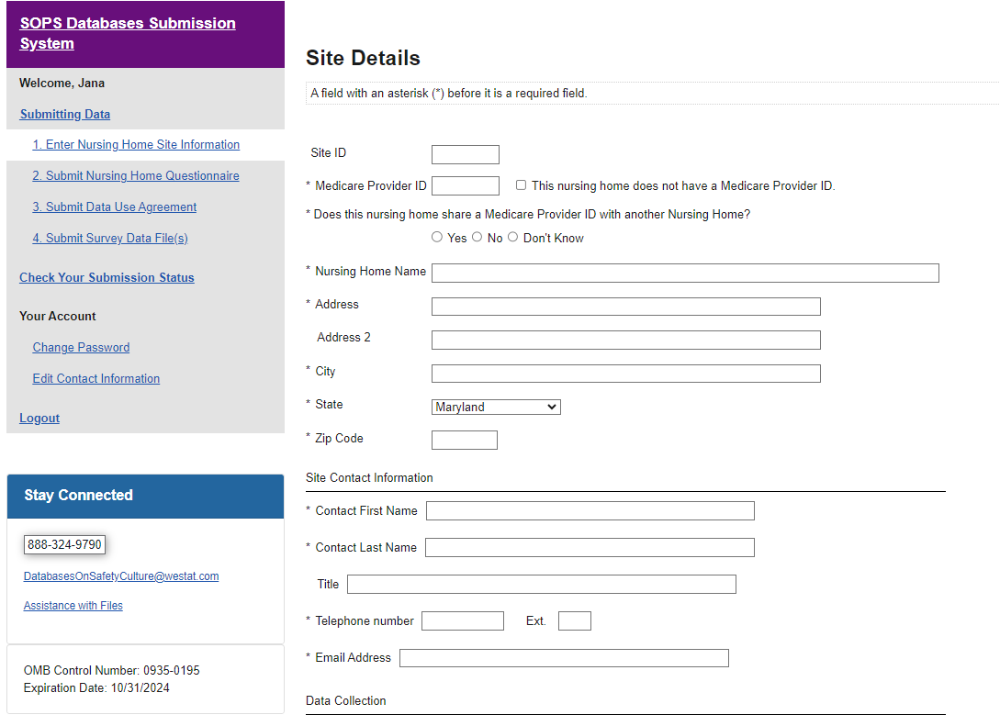 SOPS Databases Submission
System
Welcome, Jana
Submitting Data
1. Enter Nursing Home Site Information
2. Submit Nursing Home Questionnaire
3. Submit Data Use Agreement
4. Submit Survey Data File(s)
Check Your Submission Status
Your Account
Change Password
Edit Contact Information
Logout
Stay Connected
888-324-9790
DatabasesOnSafetyCulture@westat.com
Assistance with Files
OMB Control Number: 0935-0195
Expiration Date: 10/31/2024
Site Details
A field with an asterisk (*) before it is a required field.
Site ID
* Medicare Provider ID This nursing home does not have a Medicare Provider ID.
* Does this nursing home share a Medicare Provider ID with another Nursing Home?
Yes No Don't Know
* Nursing Home Name
* Address
Address 2
* City
* State Maryland
* Zip Code
Site Contact Information
* Contact First Name
* Contact Last Name
Title
* Telephone number Ext.
* Email Address
Data Collection